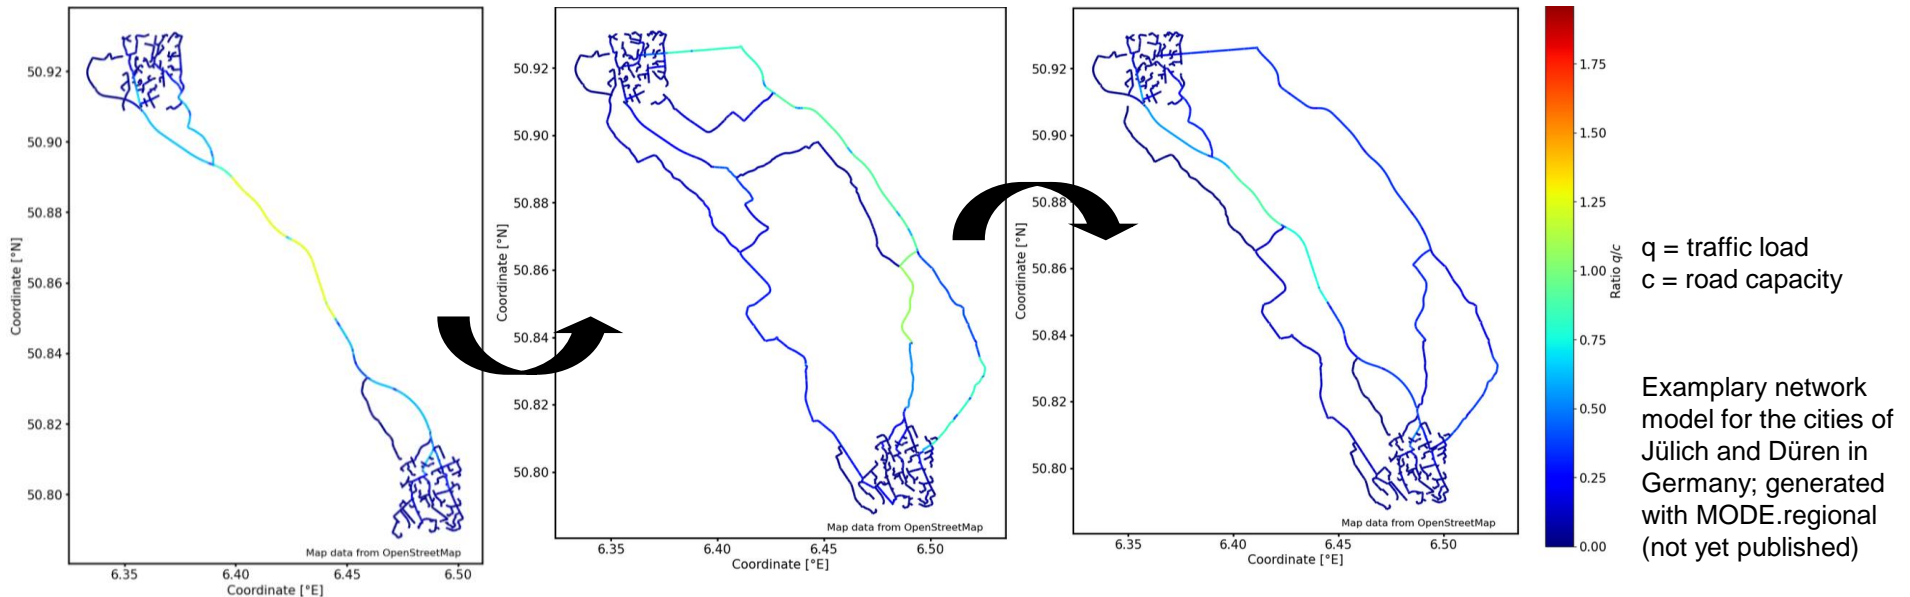 50.92
50.90
50.88
50.86
50.84
50.82
50.80
Coordinate [°N]
Map data from OpenStreetMap
6.35
6.40
6.45
6.50
Coordinate [°E]
50.92
50.90
50.88
50.86
50.84
50.82
50.80
Coordinate [°N]
Map data from OpenStreetMap
6.35
6.40
6.45
6.50
Coordinate [°E]
50.92
50.90
50.88
50.86
50.84
50.82
50.80
Coordinate [°N]
Map data from OpenStreetMap
6.35
6.40
6.45
6.50
Coordinate [°E]
1.75
1.50
1.25
1.00
0.75
0.50
0.25
0.00
Ratio q/c
q = traffic load
c = road capacity
Examplary network
model for the cities of
Jülich and Düren in
Germany; generated
with MODE.regional
(not yet published)